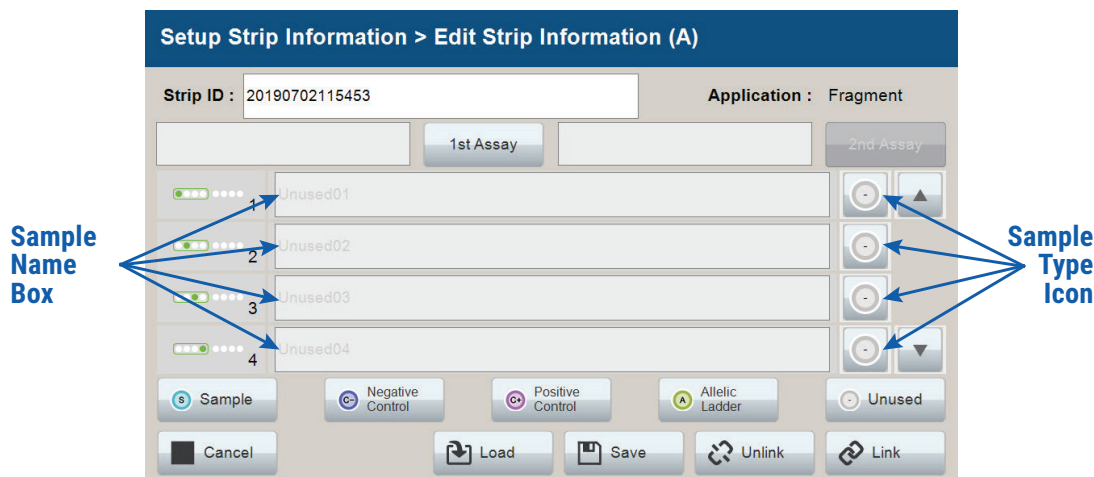 Setup Strip Information > Edit Strip Information (A)
Strip ID : 20190702115453 Application : Fragment
1st Assay 2nd Assay
1 Unused01 -
2 Unused02 -
3 Unused03 -
4 Unused04 -
Sample
Name
Box
Sample
Type
Icon
S Sample
C- Negative
Control
C+ Positive
Control
A Allelic
Ladder
- Unused
Cancel Load Save Unlink Link